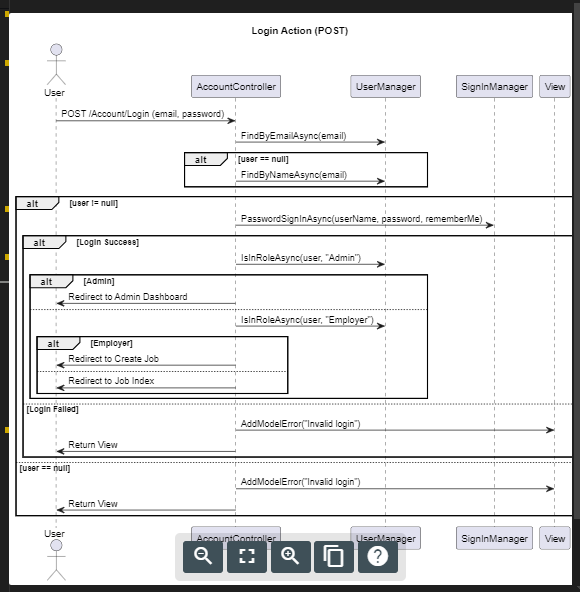 Login Action (POST)
User
AccountController
UserManager
SignInManager
View
POST /Account/Login (email, password)
FindByEmailAsync(email)
alt [user == null]
FindByNameAsync(email)
alt [user != null]
PasswordSignInAsync(userName, password, rememberMe)
alt [Login Success]
IsInRoleAsync(user, "Admin")
alt [Admin]
Redirect to Admin Dashboard
IsInRoleAsync(user, "Employer")
alt [Employer]
Redirect to Create Job
Redirect to Job Index
[Login Failed]
AddModelError("Invalid login")
Return View
[user == null]
AddModelError("Invalid login")
Return View
User
AccountController
UserManager
SignInManager
View